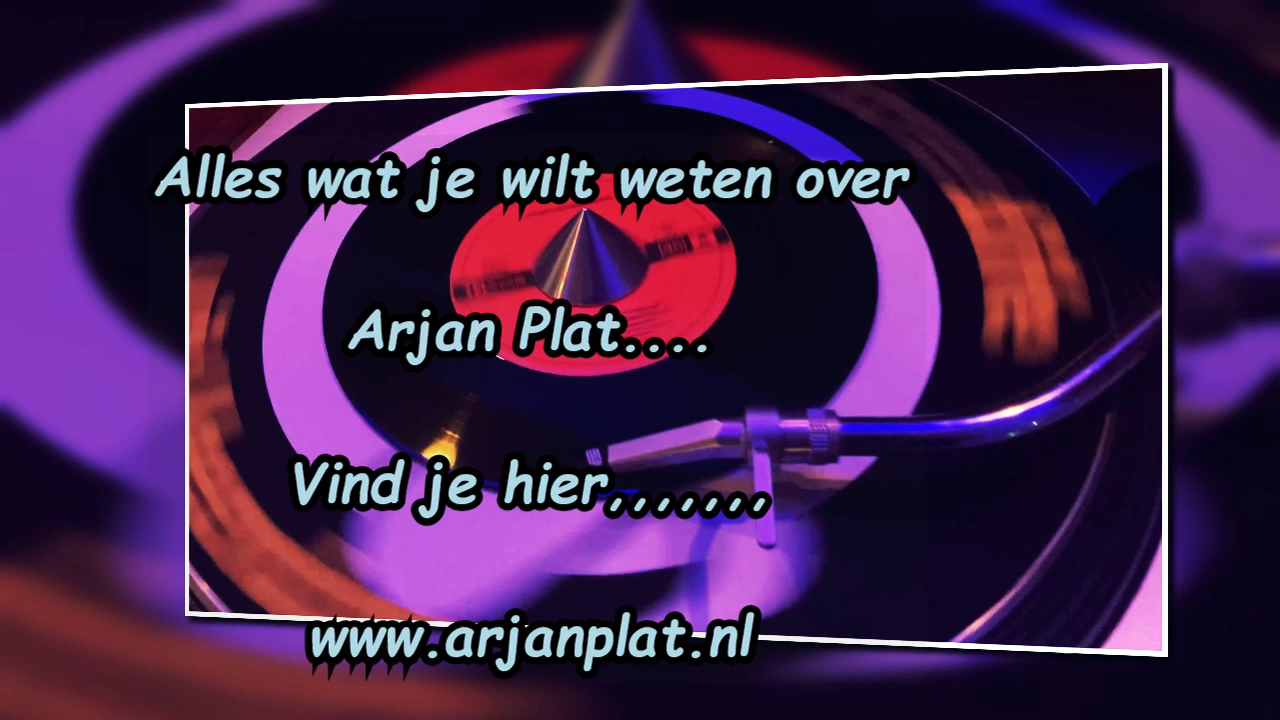 Alles wat je wilt weten over
Arjan Plat....
Vind je hier,,,,,,,
www.arjanplat.nl